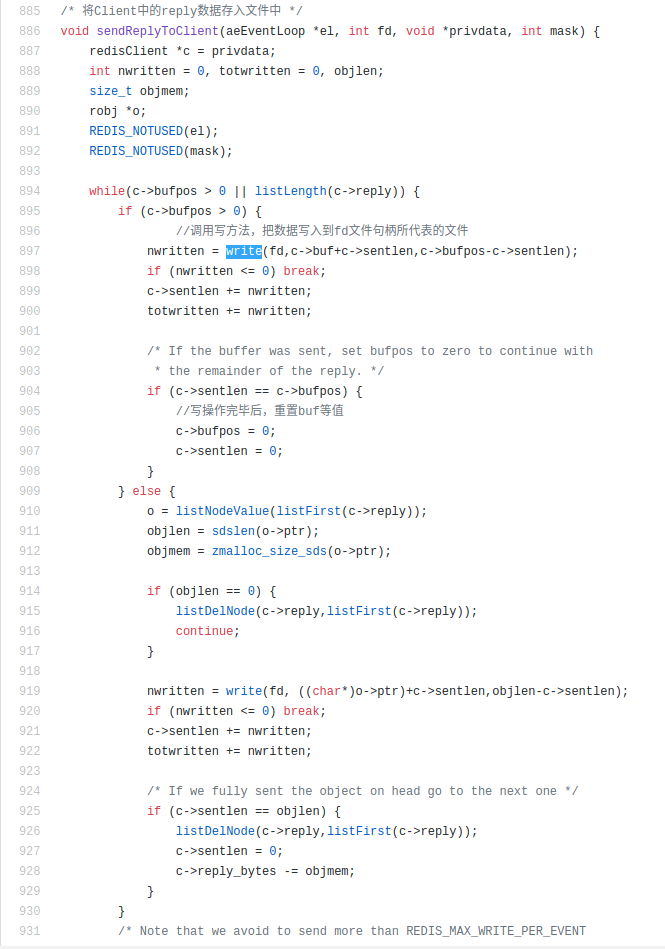 885 /* 将Client中的reply数据存入文件中 */
886 void sendReplyToClient(aeEventLoop *el, int fd, void *privdata, int mask) {
887     redisClient *c = privdata;
888     int nwritten = 0, totwritten = 0, objlen;
889     size_t objmem;
890     robj *o;
891     REDIS_NOTUSED(el);
892     REDIS_NOTUSED(mask);
893
894     while(c->bufpos > 0 || listLength(c->reply)) {
895         if (c->bufpos > 0) {
896                 //调用写方法，把数据写入到fd文件句柄所代表的文件
897             nwritten = write(fd,c->buf+c->sentlen,c->bufpos-c->sentlen);
898             if (nwritten <= 0) break;
899             c->sentlen += nwritten;
900             totwritten += nwritten;
901
902             /* If the buffer was sent, set bufpos to zero to continue with
903              * the remainder of the reply. */
904             if (c->sentlen == c->bufpos) {
905                 //写操作完毕后，重置buf等值
906                 c->bufpos = 0;
907                 c->sentlen = 0;
908             }
909         } else {
910             o = listNodeValue(listFirst(c->reply));
911             objlen = sdslen(o->ptr);
912             objmem = zmalloc_size_sds(o->ptr);
913
914             if (objlen == 0) {
915                 listDelNode(c->reply,listFirst(c->reply));
916                 continue;
917             }
918
919             nwritten = write(fd, ((char*)o->ptr)+c->sentlen,objlen-c->sentlen);
920             if (nwritten <= 0) break;
921             c->sentlen += nwritten;
922             totwritten += nwritten;
923
924             /* If we fully sent the object on head go to the next one */
925             if (c->sentlen == objlen) {
926                 listDelNode(c->reply,listFirst(c->reply));
927                 c->sentlen = 0;
928                 c->reply_bytes -= objmem;
929             }
930         }
931         /* Note that we avoid to send more than REDIS_MAX_WRITE_PER_EVENT